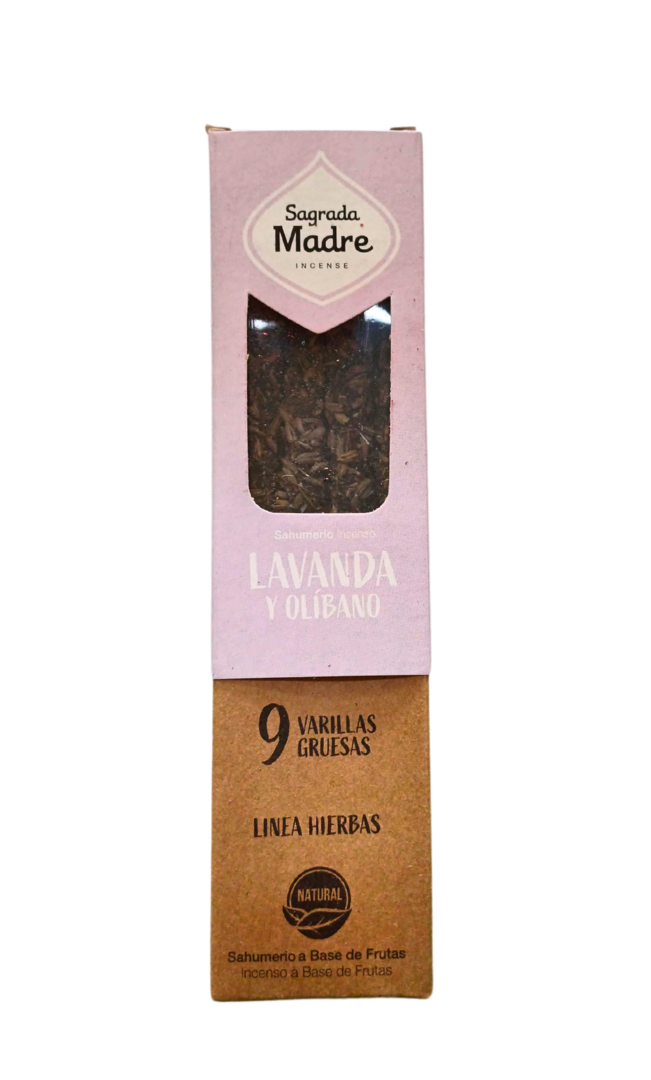 Sagrada
Madre
INCENSE
Sahumerio Incenso
LAVANDA
Y OLÍBANO
9 VARILLAS
GRUESAS
LINEA HIERBAS
NATURAL
Sahumerio a Base de Frutas
Incenso à Base de Frutas